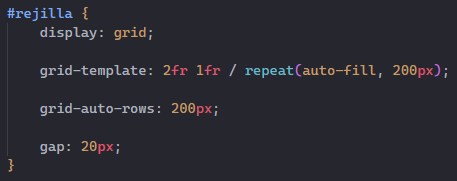 #rejilla {
display: grid;
grid-template: 2fr 1fr / repeat(auto-fill, 200px);
grid-auto-rows: 200px;
gap: 20px;
}